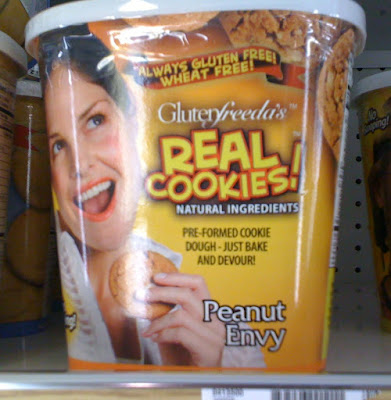 ALWAYS GLUTEN FREE!
WHEAT FREE!
Glutenfreeda's™
REAL
COOKIES!
NATURAL INGREDIENTS
PRE-FORMED COOKIE
DOUGH - JUST BAKE
AND DEVOUR!
Peanut
Envy